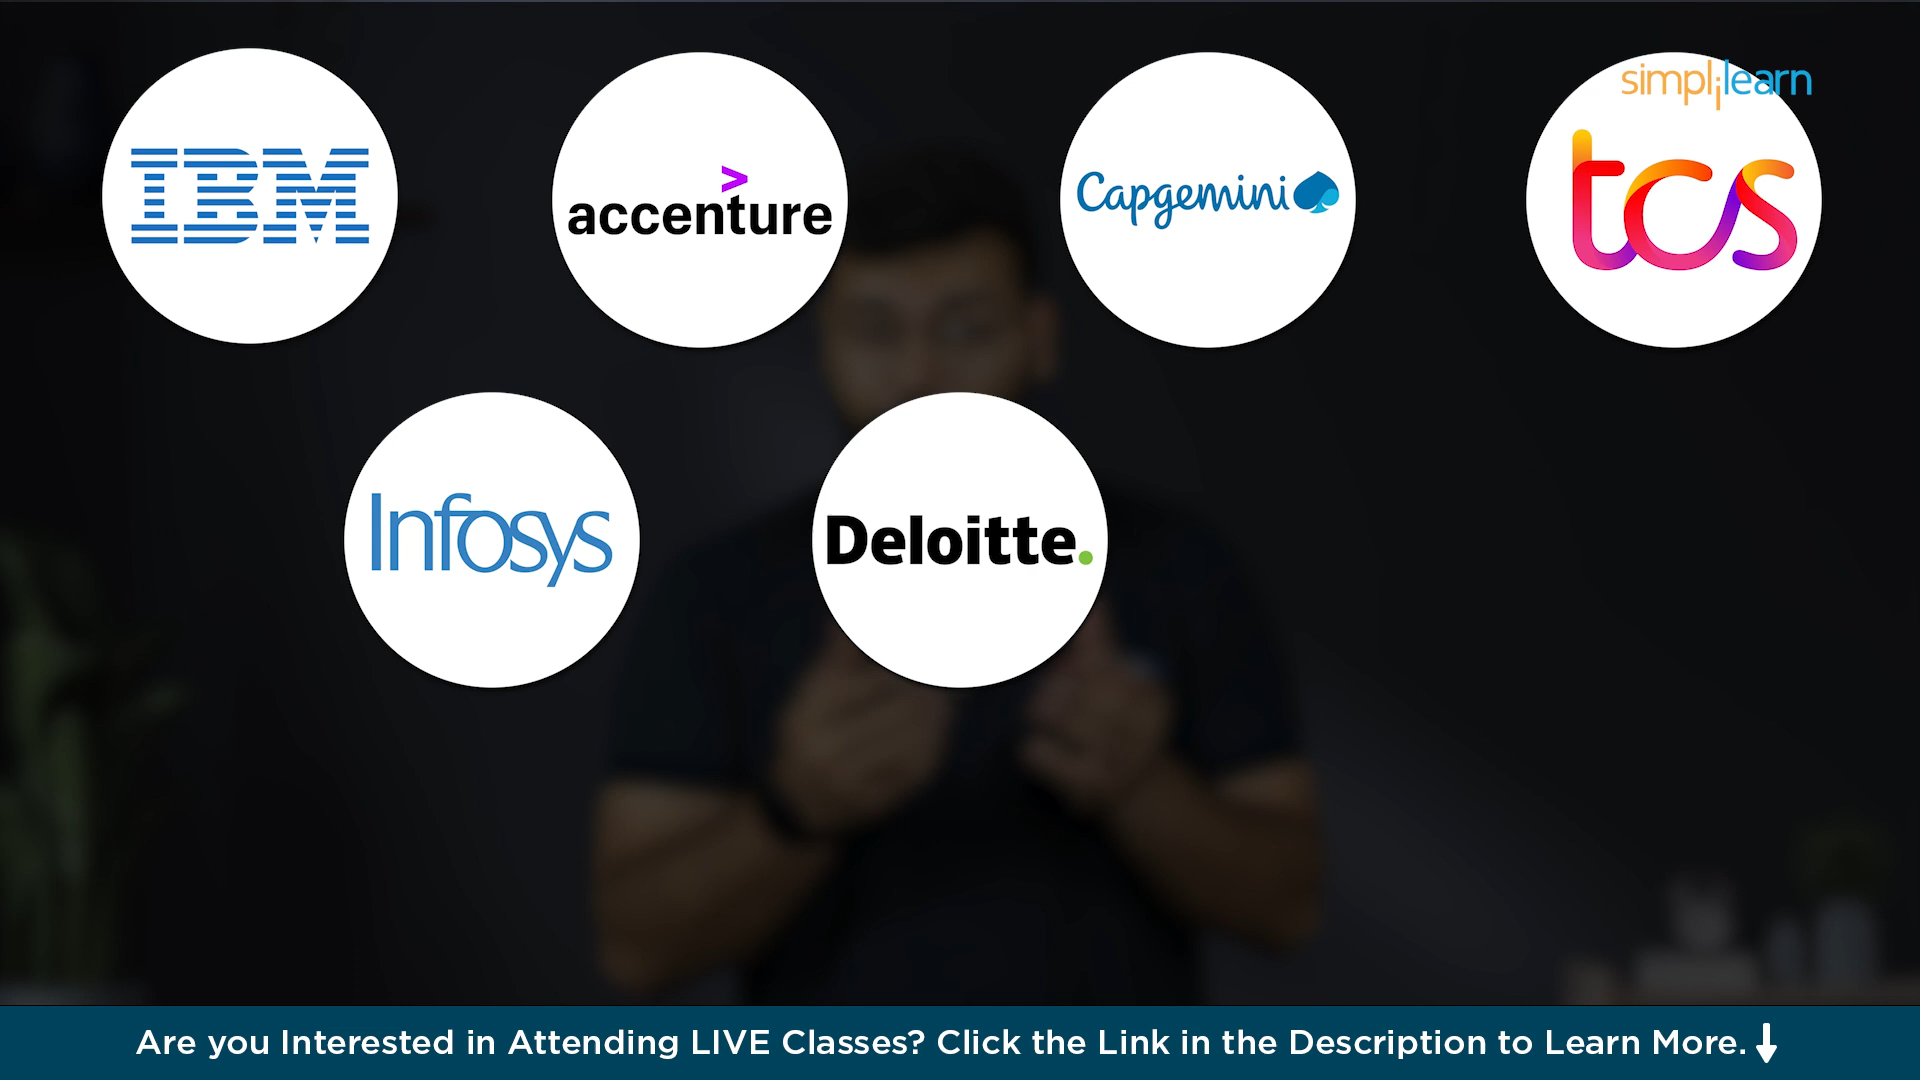 simplilearn
IBM
accenture
Capgemini
tcs
Infosys
Deloitte.
Are you Interested in Attending LIVE Classes? Click the Link in the Description to Learn More.